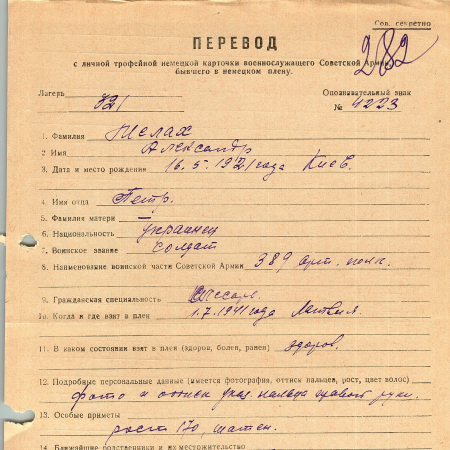 Сов. секретно
ПЕРЕВОД
282
с личной трофейной немецкой карточки военнослужащего Советской Армии,
бывшего в немецком плену.
Лагерь 321
Опознавательный знак
№ 4223
1. Фамилия Шелах
2. Имя Александр
3. Дата и место рождения 16.5.1921 года Киев.
4. Имя отца Петр.
5. Фамилия матери —
6. Национальность украинец
7. Воинское звание солдат
8. Наименование воинской части Советской Армии 389 арт. полк.
9. Гражданская специальность слесарь.
10. Когда и где взят в плен 1.7.1941 года Латвия.
11. В каком состоянии взят в плен (здоров, болен, ранен) здоров.
12. Подробные персональные данные (имеется фотография, оттиск пальцев, рост, цвет волос)
фото и оттиск указ. пальца правой руки.
13. Особые приметы
рост 170, шатен.
14. Ближайшие родственники и их местожительство